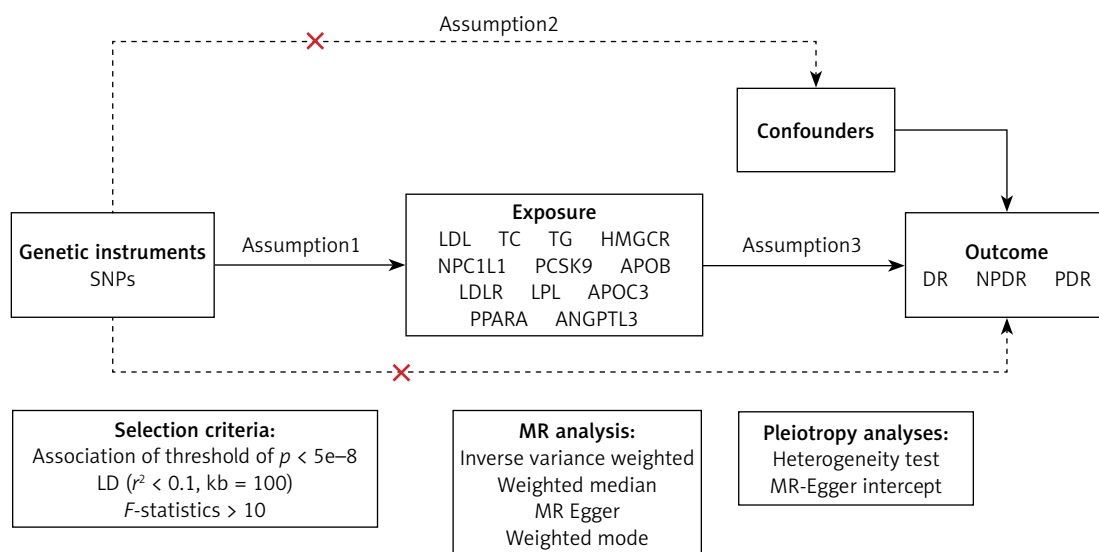 Assumption2
Confounders
Genetic instruments
SNPs
Assumption1
Exposure
LDL TC TG HMGCR
NPC1L1 PCSK9 APOB
LDLR LPL APOC3
PPARA ANGPTL3
Assumption3
Outcome
DR NPDR PDR
Selection criteria:
Association of threshold of p < 5e–8
LD (r² < 0.1, kb = 100)
F-statistics > 10
MR analysis:
Inverse variance weighted
Weighted median
MR Egger
Weighted mode
Pleiotropy analyses:
Heterogeneity test
MR-Egger intercept